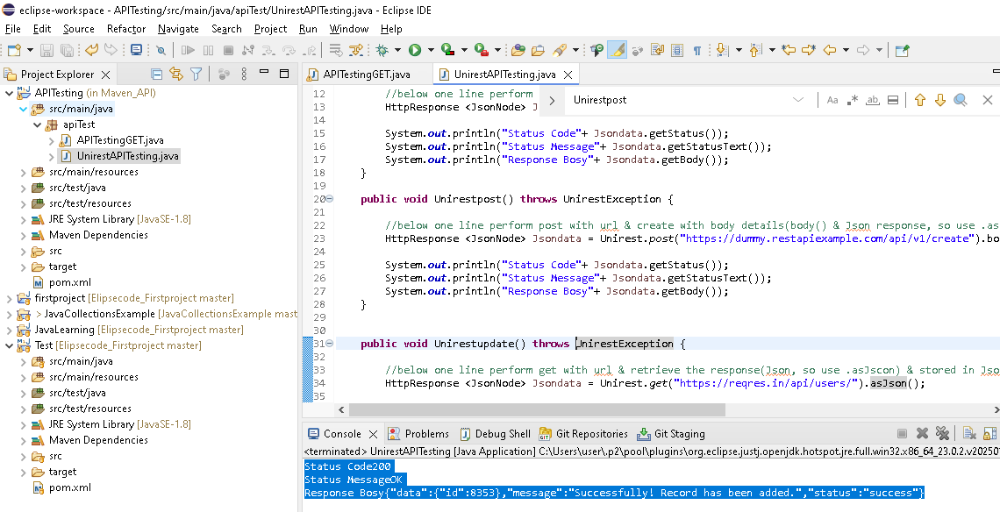 eclipse-workspace - APITesting/src/main/java/apiTest/UnirestAPITesting.java - Eclipse IDE
File Edit Source Refactor Navigate Search Project Run Window Help
Project Explorer
APITesting (in Maven_API)
src/main/java
apiTest
APITestingGET.java
UnirestAPITesting.java
src/main/resources
src/test/java
src/test/resources
JRE System Library [JavaSE-1.8]
Maven Dependencies
src
target
pom.xml
firstproject [Elipsecode_Firstproject master]
> JavaCollectionsExample [JavaCollectionsExample mast
JavaLearning [Elipsecode_Firstproject master]
Test [Elipsecode_Firstproject master]
src/main/java
src/main/resources
src/test/java
src/test/resources
JRE System Library [JavaSE-1.8]
Maven Dependencies
src
target
pom.xml
APITestingGET.java UnirestAPITesting.java
Unirestpost
Aa .* ab
12 //below one line perform
13 HttpResponse <JsonNode> J
14
15 System.out.println("Status Code"+ Jsondata.getStatus());
16 System.out.println("Status Message"+ Jsondata.getStatusText());
17 System.out.println("Response Bosy"+ Jsondata.getBody());
18 }
19
20 public void Unirestpost() throws UnirestException {
21
22 //below one line perform post with url & create with body details(body() & Json response, so use .as
23 HttpResponse <JsonNode> Jsondata = Unirest.post("https://dummy.restapiexample.com/api/v1/create").bo
24
25 System.out.println("Status Code"+ Jsondata.getStatus());
26 System.out.println("Status Message"+ Jsondata.getStatusText());
27 System.out.println("Response Bosy"+ Jsondata.getBody());
28 }
29
30
31 public void Unirestupdate() throws UnirestException {
32
33 //below one line perform get with url & retrieve the response(Json, so use .asJscon) & stored in Jso
34 HttpResponse <JsonNode> Jsondata = Unirest.get("https://reqres.in/api/users/").asJson();
35
Console Problems Debug Shell Git Repositories Git Staging
<terminated> UnirestAPITesting [Java Application] C:\Users\user\.p2\pool\plugins\org.eclipse.justj.openjdk.hotspot.jre.full.win32.x86_64_23.0.2.v202501
Status Code200
Status MessageOK
Response Bosy{"data":{"id":8353},"message":"Successfully! Record has been added.","status":"success"}